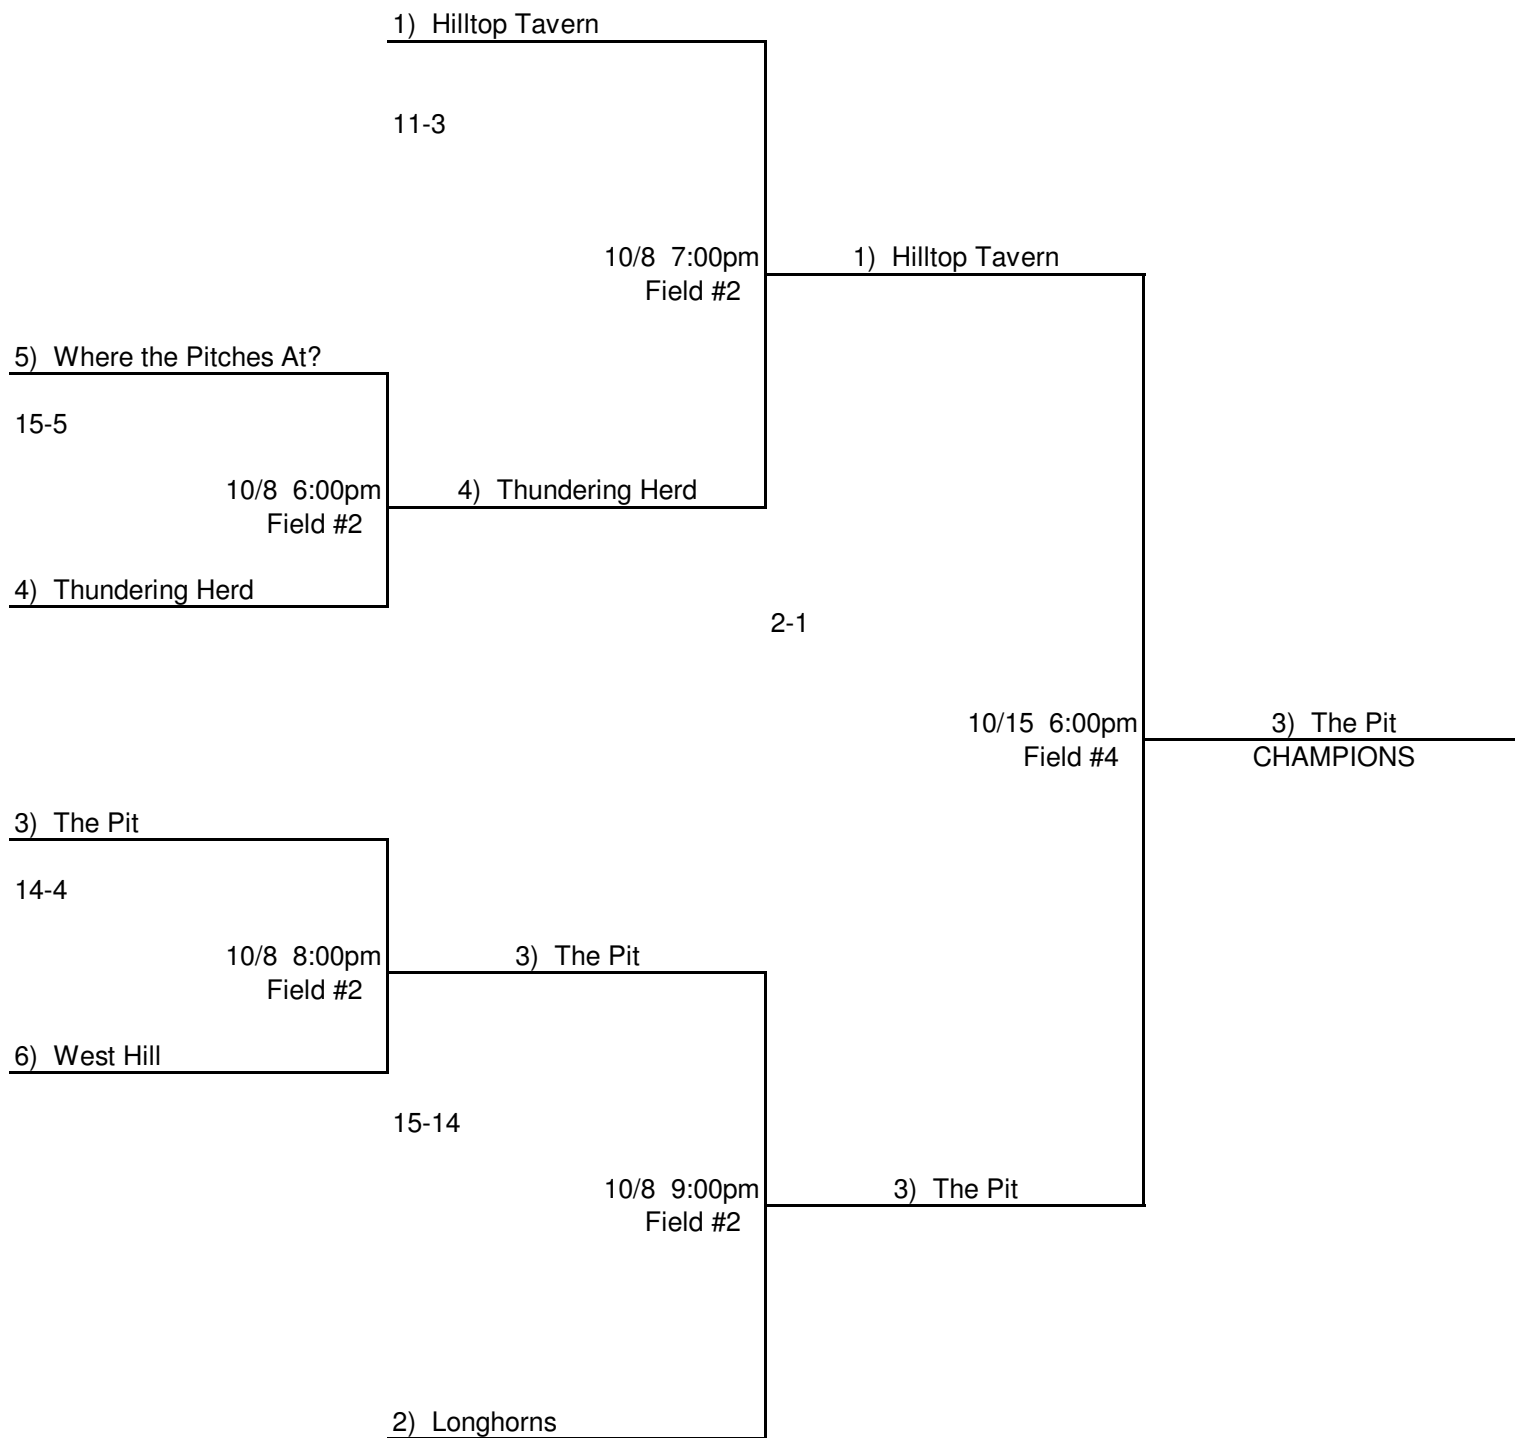 1) Hilltop Tavern
11-3
10/8 7:00pm
Field #2
1) Hilltop Tavern
5) Where the Pitches At?
15-5
10/8 6:00pm
Field #2
4) Thundering Herd
4) Thundering Herd
2-1
10/15 6:00pm
Field #4
3) The Pit
CHAMPIONS
3) The Pit
14-4
10/8 8:00pm
Field #2
3) The Pit
6) West Hill
15-14
10/8 9:00pm
Field #2
3) The Pit
2) Longhorns